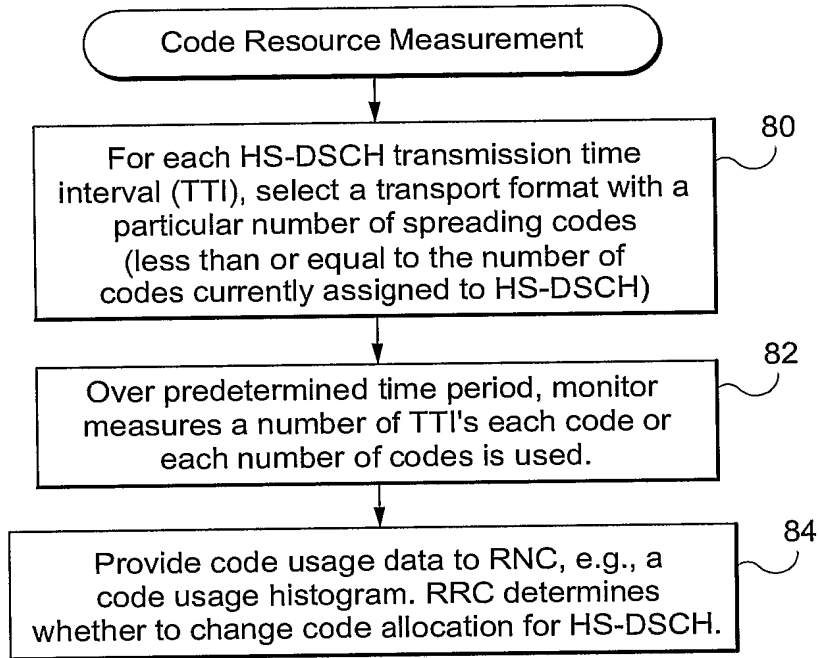 Code Resource Measurement
80
For each HS-DSCH transmission time
interval (TTI), select a transport format with a
particular number of spreading codes
(less than or equal to the number of
codes currently assigned to HS-DSCH)
82
Over predetermined time period, monitor
measures a number of TTI's each code or
each number of codes is used.
84
Provide code usage data to RNC, e.g., a
code usage histogram. RRC determines
whether to change code allocation for HS-DSCH.